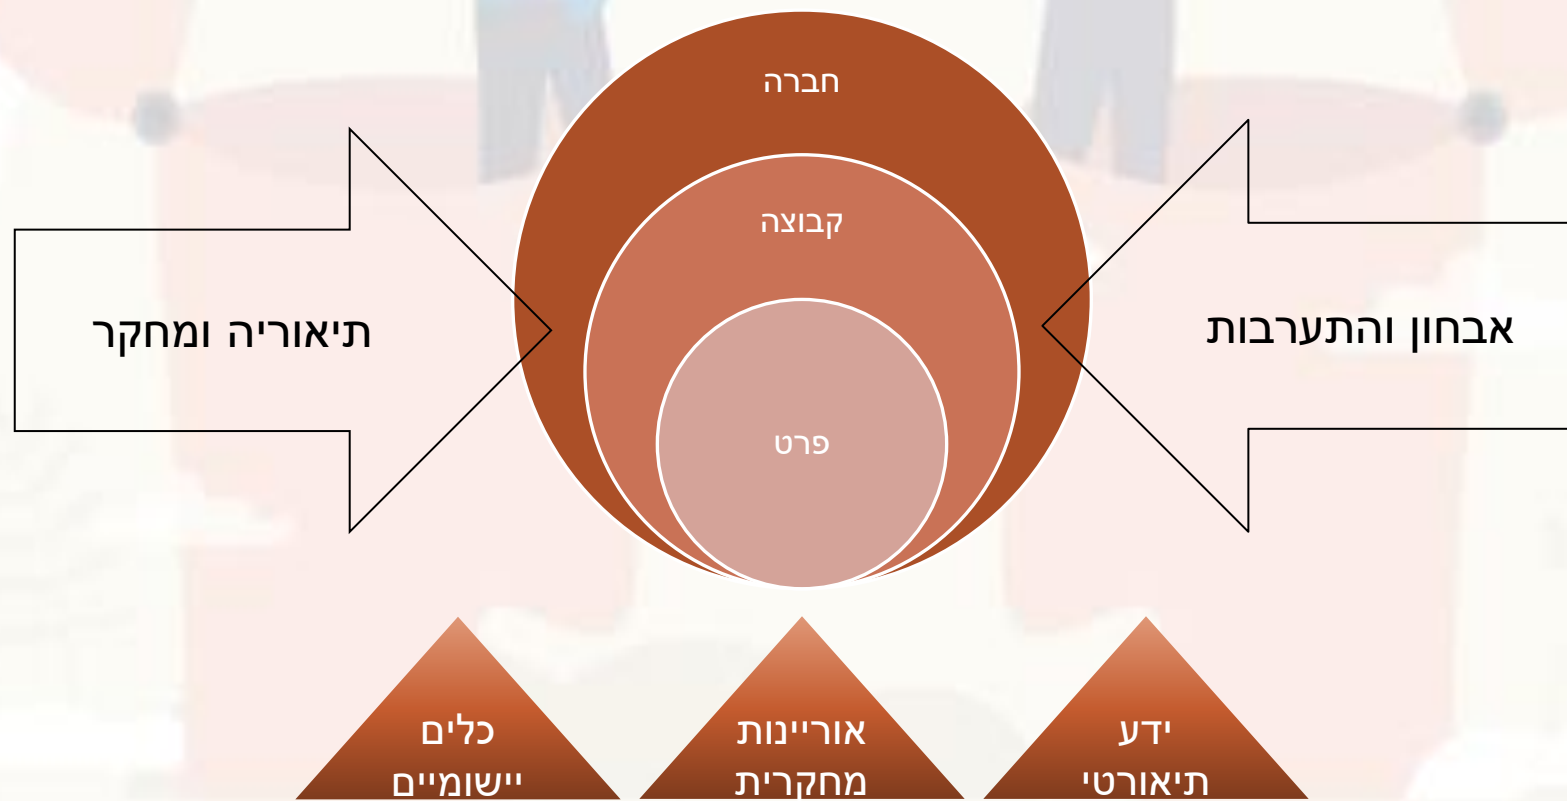 חברה
קבוצה
פרט
אבחון והתערבות
תיאוריה ומחקר
ידע
תיאורטי
אוריינות
מחקרית
כלים
יישומיים